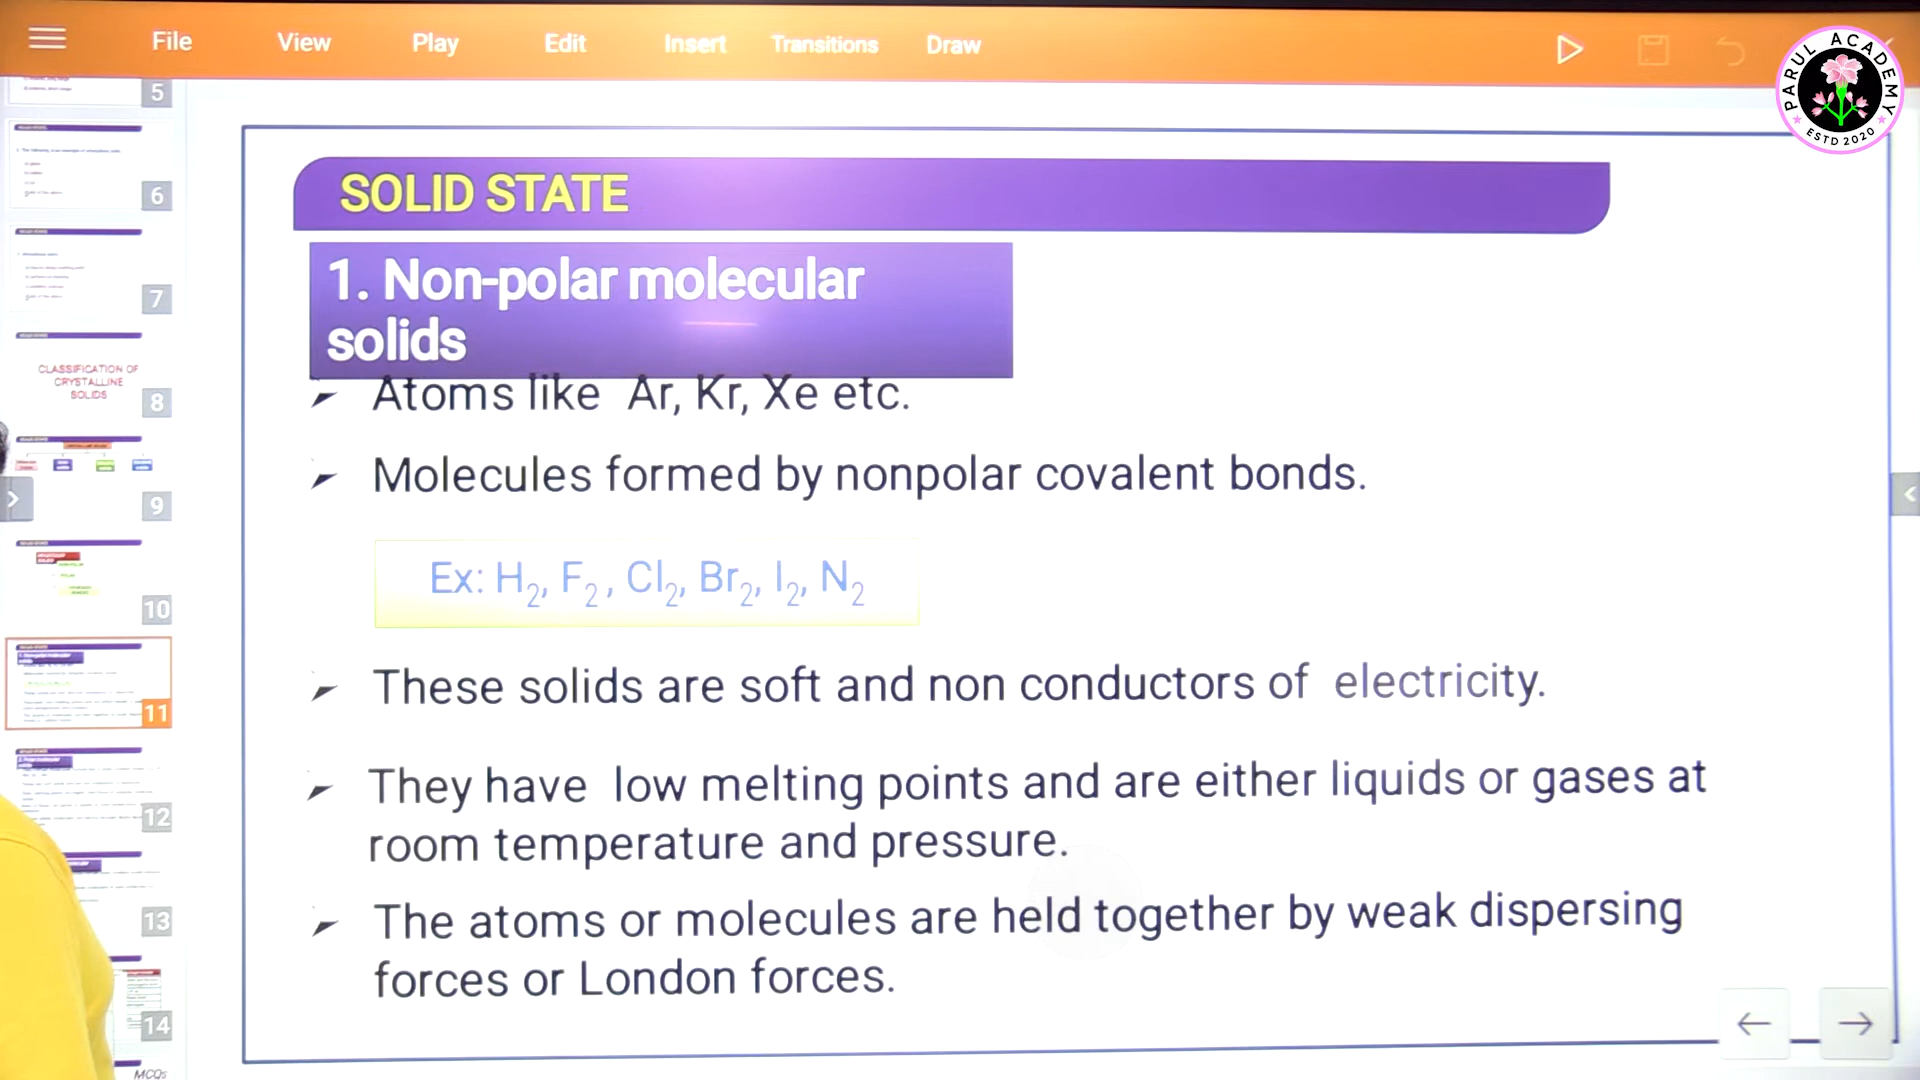 File View Play Edit Insert Transitions Draw
PARUL ACADEMY
ESTD 2020
5
6
7
CLASSIFICATION OF
CRYSTALLINE
SOLIDS
8
9
10
11
12
13
14
MCQs
SOLID STATE
1. Non-polar molecular
solids
Atoms like Ar, Kr, Xe etc.
Molecules formed by nonpolar covalent bonds.
Ex: H₂, F₂ , Cl₂, Br₂, I₂, N₂
These solids are soft and non conductors of electricity.
They have low melting points and are either liquids or gases at
room temperature and pressure.
The atoms or molecules are held together by weak dispersing
forces or London forces.